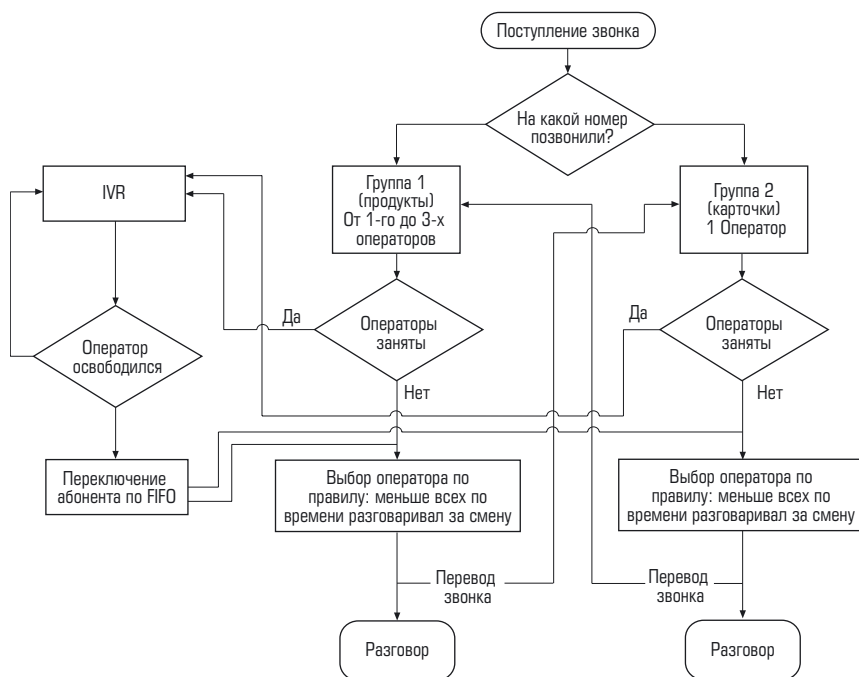 Поступление звонка
На какой номер
позвонили?
IVR
Группа 1
(продукты)
От 1-го до 3-х
операторов
Группа 2
(карточки)
1 Оператор
Да
Операторы
заняты
Да
Операторы
заняты
Оператор
освободился
Нет
Нет
Переключение
абонента по FIFO
Выбор оператора по
правилу: меньше всех по
времени разговаривал за смену
Выбор оператора по
правилу: меньше всех по
времени разговаривал за смену
Перевод
звонка
Перевод
звонка
Разговор
Разговор